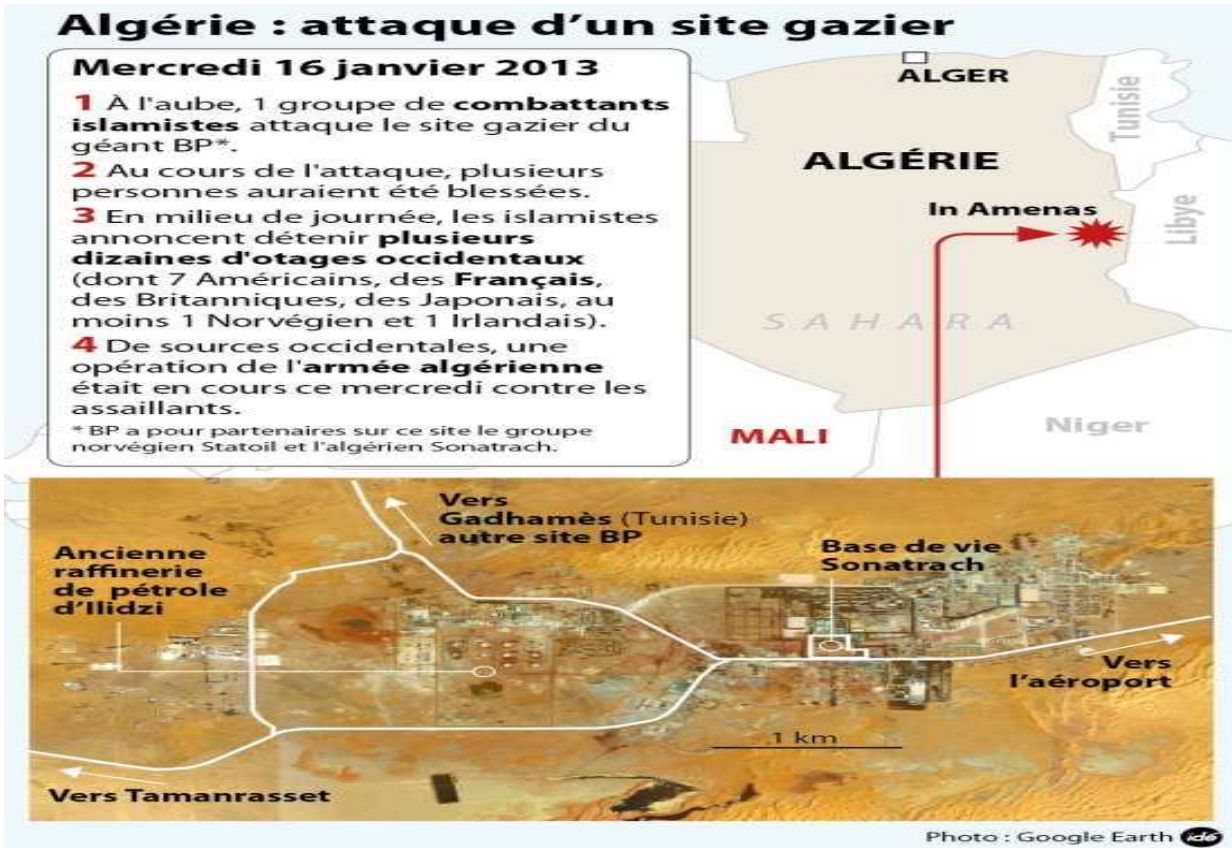 Algérie : attaque d'un site gazier
Mercredi 16 janvier 2013
1 À l'aube, 1 groupe de combattants
islamistes attaque le site gazier du
géant BP*.
2 Au cours de l'attaque, plusieurs
personnes auraient été blessées.
3 En milieu de journée, les islamistes
annoncent détenir plusieurs
dizaines d'otages occidentaux
(dont 7 Américains, des Français,
des Britanniques, des Japonais, au
moins 1 Norvégien et 1 Irlandais).
4 De sources occidentales, une
opération de l'armée algérienne
était en cours ce mercredi contre les
assaillants.
* BP a pour partenaires sur ce site le groupe
norvégien Statoil et l'algérien Sonatrach.
ALGER
Tunisie
ALGÉRIE
In Amenas
Libye
SAHARA
MALI
Niger
Vers
Gadhamès (Tunisie)
autre site BP
Ancienne
raffinerie
de pétrole
d'Ilidzi
Base de vie
Sonatrach
Vers
l'aéroport
1 km
Vers Tamanrasset
Photo : Google Earth
idé